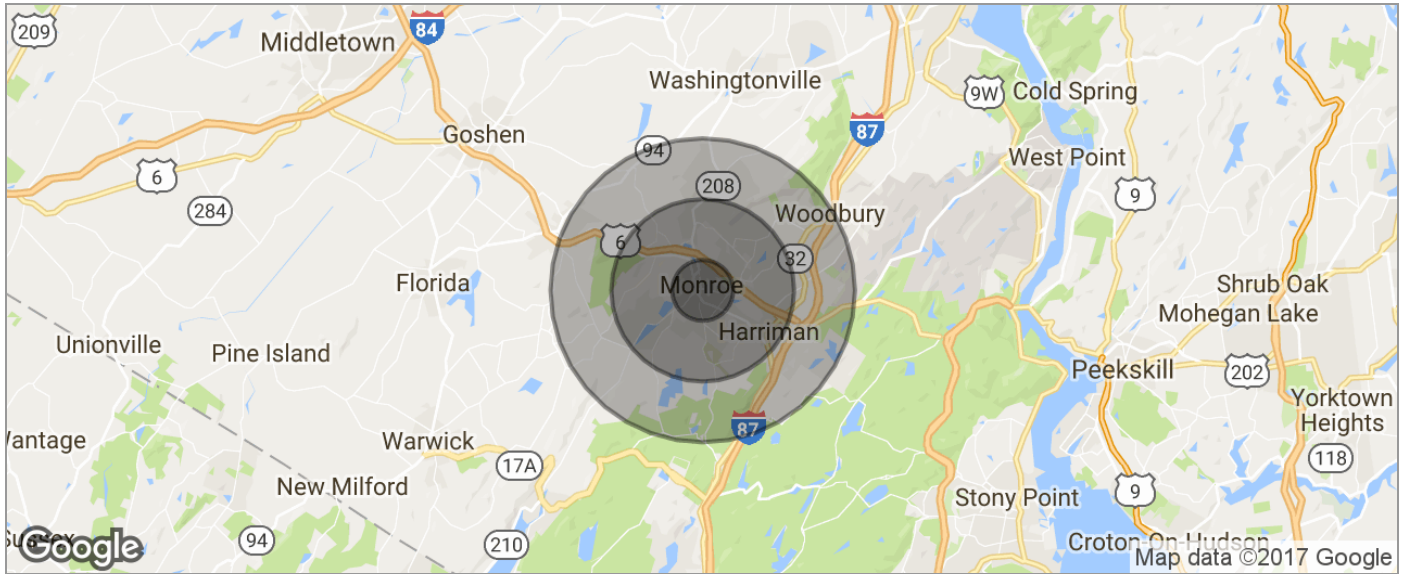 209
84
Middletown
Washingtonville
9W
Cold Spring
87
Goshen
94
West Point
6
208
9
284
Woodbury
6
32
Florida
Monroe
Shrub Oak
Mohegan Lake
Harriman
Unionville
Pine Island
Peekskill
202
Yorktown
Heights
87
Warwick
17A
118
New Milford
9
Stony Point
94
210
Croton-On-Hudson
Google
Map data ©2017 Google